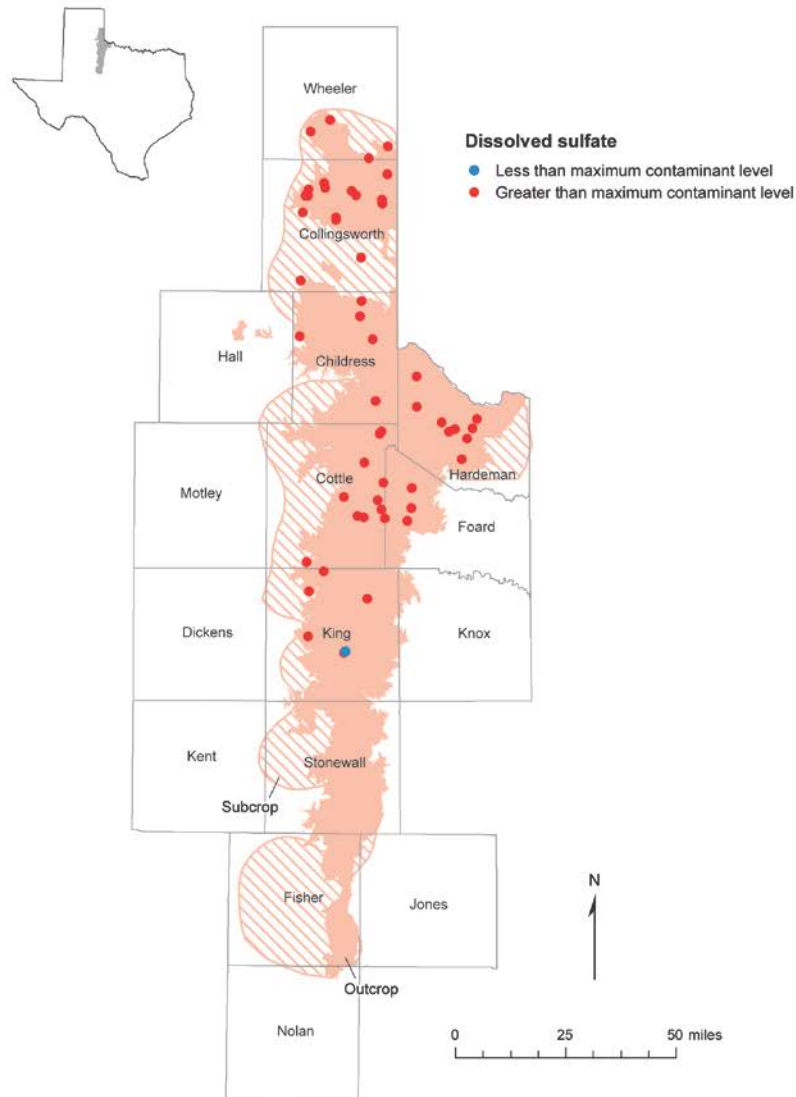 Wheeler
Dissolved sulfate
Less than maximum contaminant level
Greater than maximum contaminant level
Collingsworth
Hall
Childress
Motley
Cottle
Hardeman
Foard
Dickens
King
Knox
Kent
Stonewall
Subcrop
Fisher
Jones
N
Outcrop
Nolan
0 25 50 miles